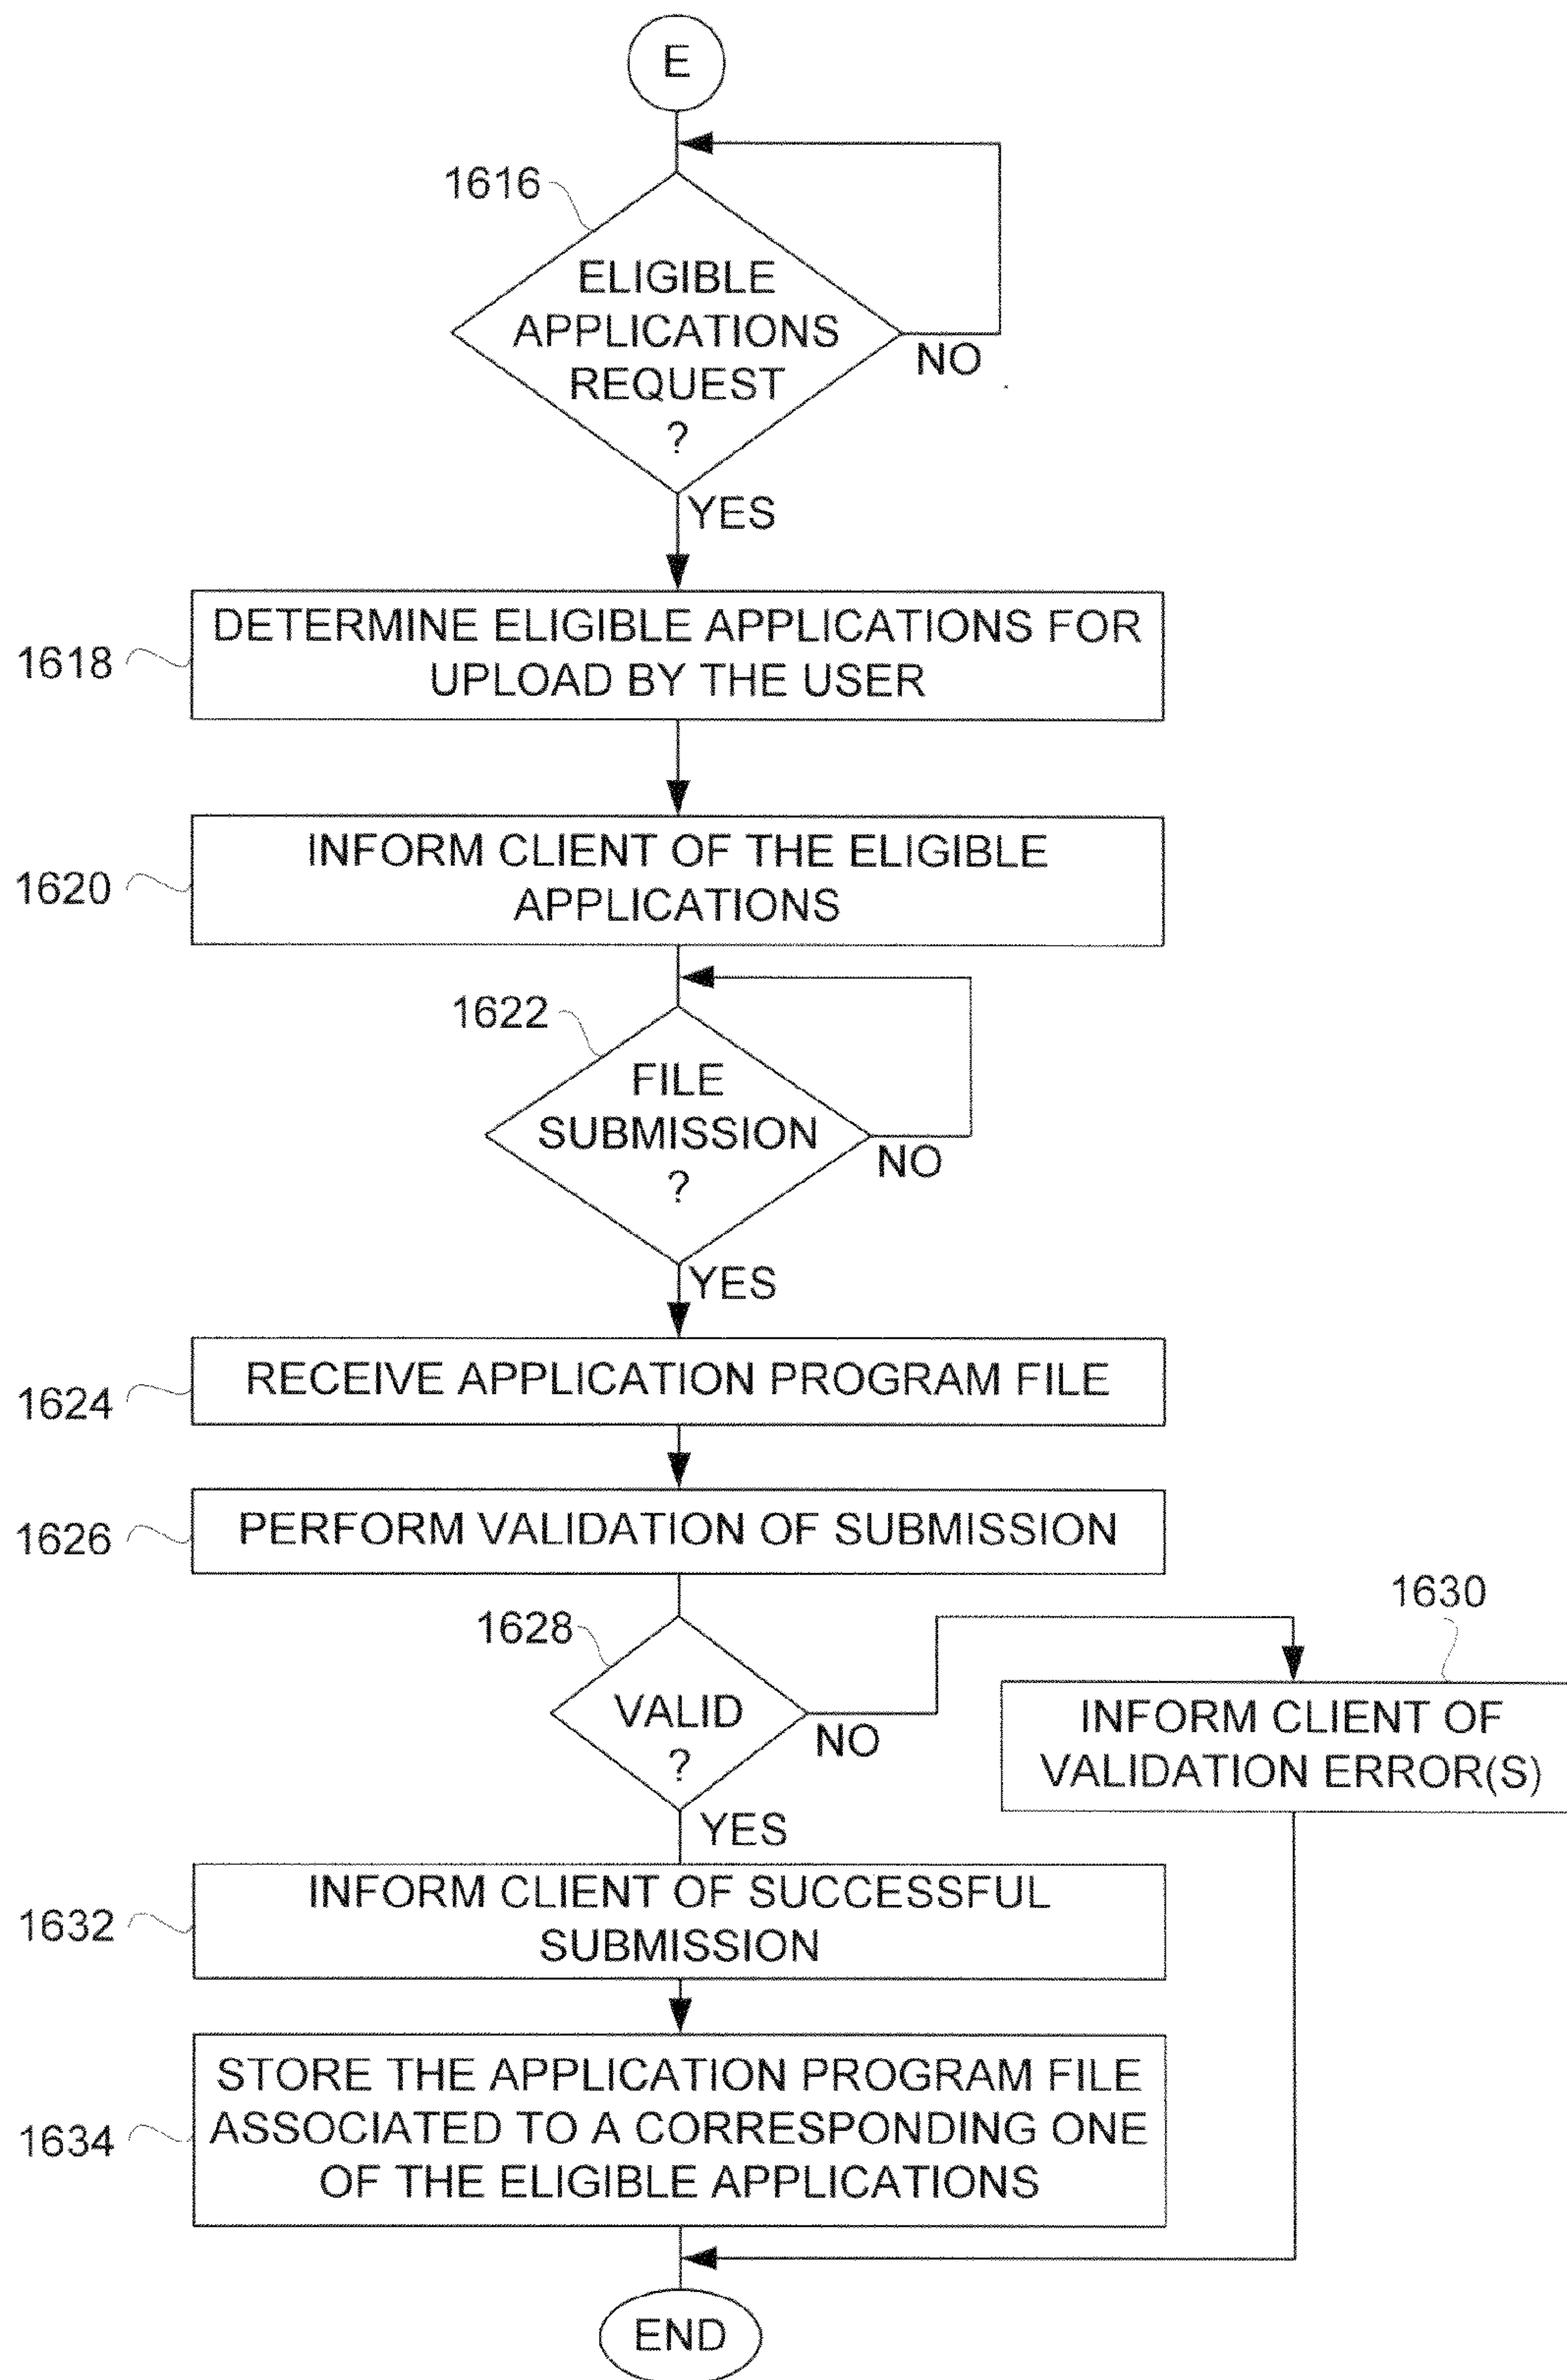 E
1616
ELIGIBLE
APPLICATIONS
REQUEST
?
NO
YES
1618
DETERMINE ELIGIBLE APPLICATIONS FOR
UPLOAD BY THE USER
1620
INFORM CLIENT OF THE ELIGIBLE
APPLICATIONS
1622
FILE
SUBMISSION
?
NO
YES
1624
RECEIVE APPLICATION PROGRAM FILE
1626
PERFORM VALIDATION OF SUBMISSION
1628
VALID
?
NO
1630
INFORM CLIENT OF
VALIDATION ERROR(S)
YES
1632
INFORM CLIENT OF SUCCESSFUL
SUBMISSION
1634
STORE THE APPLICATION PROGRAM FILE
ASSOCIATED TO A CORRESPONDING ONE
OF THE ELIGIBLE APPLICATIONS
END